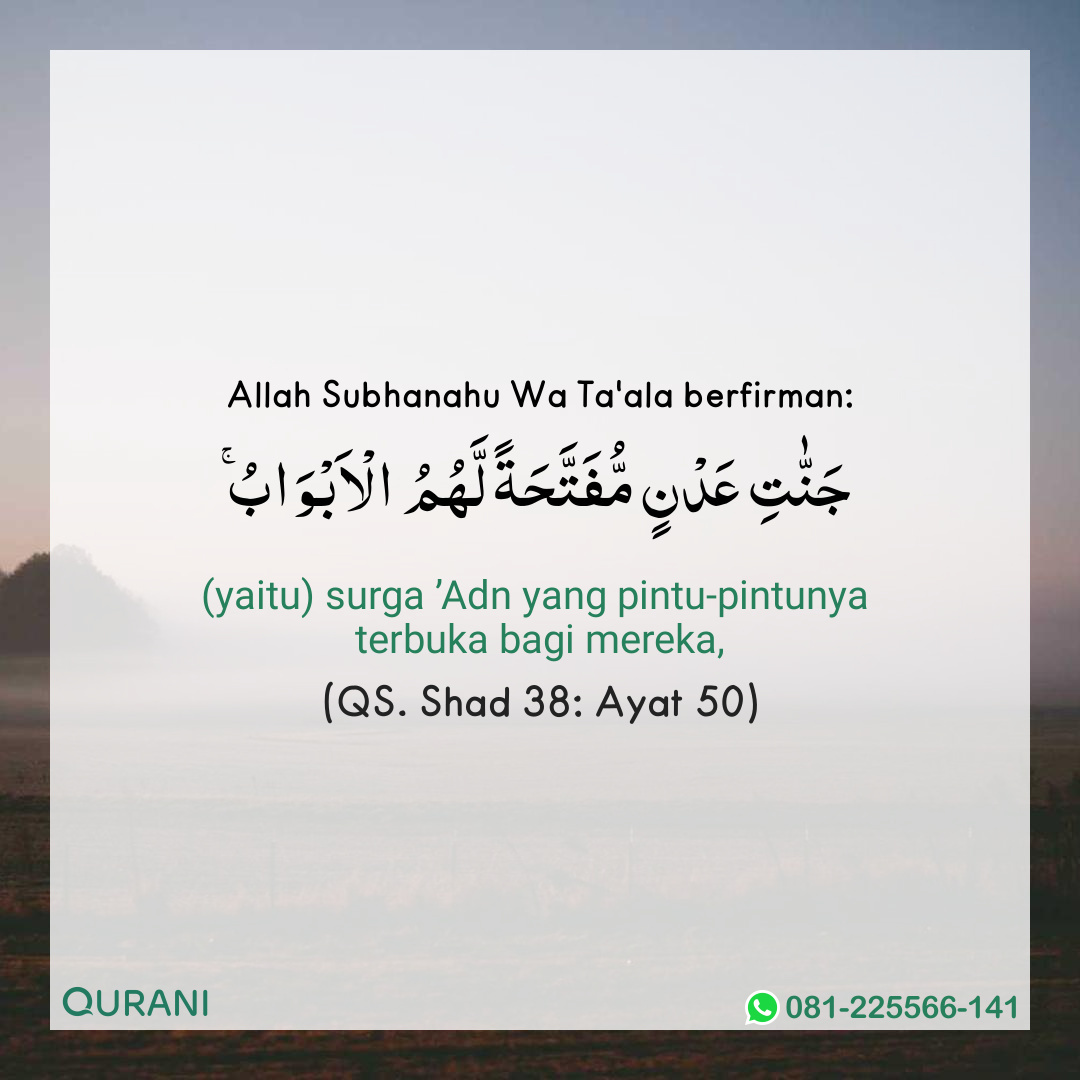 Allah Subhanahu Wa Ta'ala berfirman:
جَنّٰتِ عَدْنٍ مُّفَتَّحَةً لَّهُمُ الْاَبْوَابُۚ
(yaitu) surga ’Adn yang pintu-pintunya
terbuka bagi mereka,
(QS. Shad 38: Ayat 50)
QURANI
081-225566-141